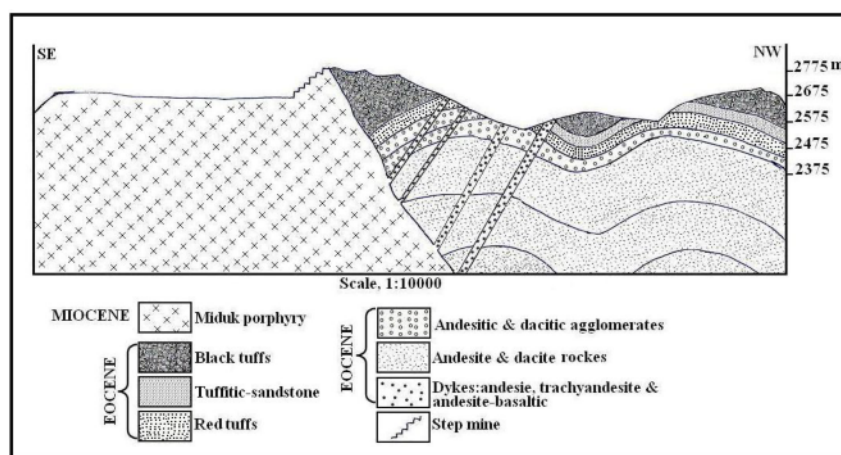 SE
NW
2775 m
2675
2575
2475
2375
Scale, 1:10000
MIOCENE
Miduk porphyry
EOCENE
Black tuffs
Tuffitic-sandstone
Red tuffs
EOCENE
Andesitic & dacitic agglomerates
Andesite & dacite rockes
Dykes:andesie, trachyandesite &
andesite-basaltic
Step mine